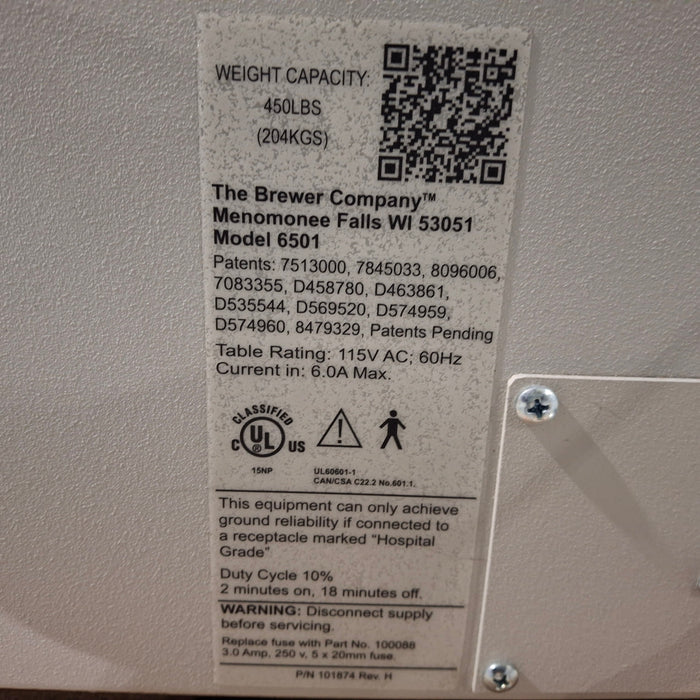 WEIGHT CAPACITY:
450LBS
(204KGS)
The Brewer Company™
Menomonee Falls WI 53051
Model 6501
Patents: 7513000, 7845033, 8096006,
7083355, D458780, D463861,
D535544, D569520, D574959,
D574960, 8479329, Patents Pending
Table Rating: 115V AC; 60Hz
Current in: 6.0A Max.
CLASSIFIED
C UL ® US
15NP
UL60601-1
CAN/CSA C22.2 No.601.1.
This equipment can only achieve
ground reliability if connected to
a receptacle marked "Hospital
Grade"
Duty Cycle 10%
2 minutes on, 18 minutes off.
WARNING: Disconnect supply
before servicing.
Replace fuse with Part No. 100088
3.0 Amp, 250 v, 5 x 20mm fuse.
P/N 101874 Rev. H